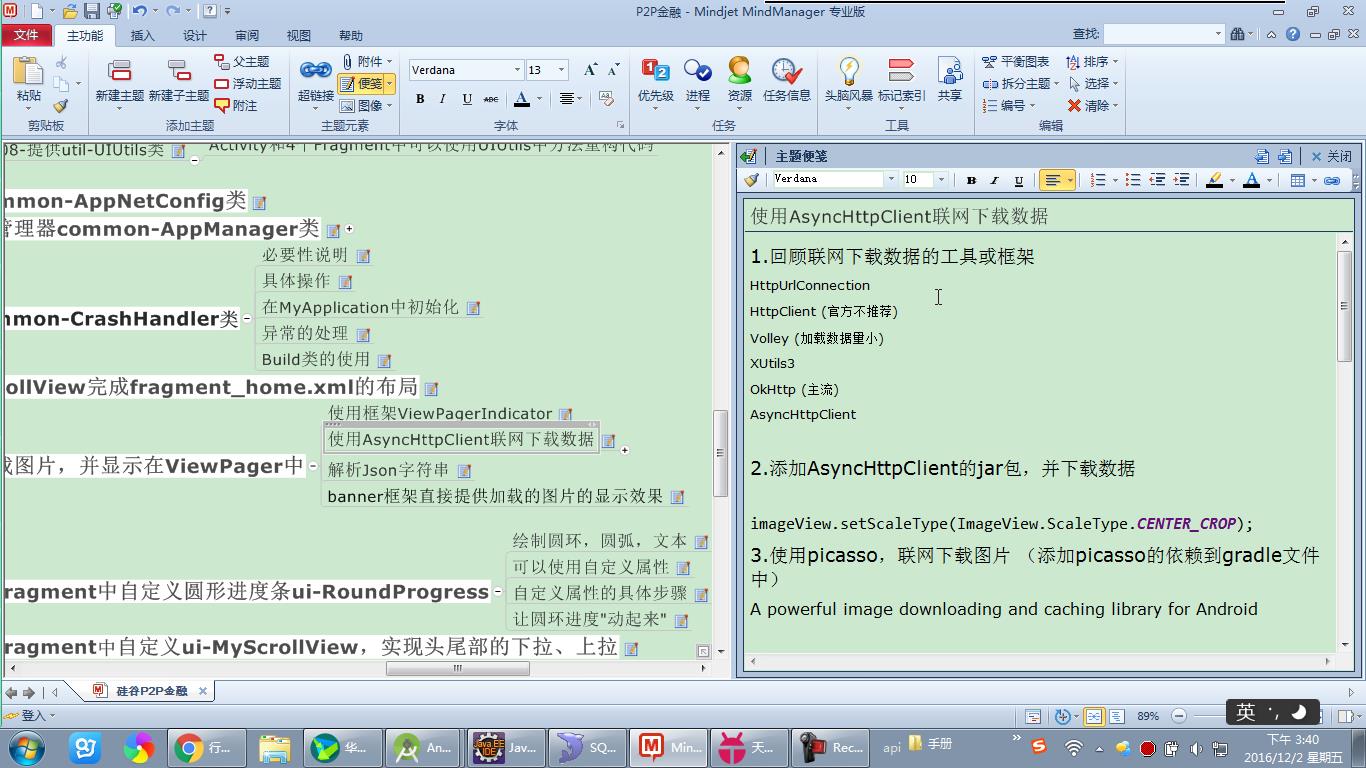 P2P金融 - Mindjet MindManager 专业版
文件 主功能 插入 设计 审阅 视图 帮助 查找:
粘贴 新建主题 新建子主题 父主题 浮动主题 附注 超链接 附件 便笺 图像 Verdana 13 B I U ABC A 优先级 进程 资源 任务信息 头脑风暴 标记索引 共享 平衡图表 拆分主题 编号 排序 选择 清除
剪贴板 添加主题 主题元素 字体 任务 工具 编辑
08-提供util-UIUtils类 Activity和4个Fragment中可以使用UIUtils中方法重构代码
mmon-AppNetConfig类
管理器common-AppManager类
必要性说明
具体操作
在MyApplication中初始化
mmon-CrashHandler类
异常的处理
Build类的使用
ollView完成fragment_home.xml的布局
使用框架ViewPagerIndicator
使用AsyncHttpClient联网下载数据
载图片，并显示在ViewPager中
解析Json字符串
banner框架直接提供加载的图片的显示效果
绘制圆环，圆弧，文本
可以使用自定义属性
ragment中自定义圆形进度条ui-RoundProgress
自定义属性的具体步骤
让圆环进度"动起来"
ragment中自定义ui-MyScrollView，实现头尾部的下拉、上拉
主题便笺 关闭
Verdana 10 B I U A
使用AsyncHttpClient联网下载数据
1.回顾联网下载数据的工具或框架
HttpUrlConnection
HttpClient (官方不推荐)
Volley (加载数据量小)
XUtils3
OkHttp (主流)
AsyncHttpClient
2.添加AsyncHttpClient的jar包，并下载数据
imageView.setScaleType(ImageView.ScaleType.CENTER_CROP);
3.使用picasso，联网下载图片 （添加picasso的依赖到gradle文件
中）
A powerful image downloading and caching library for Android
硅谷P2P金融
登入 89% 英
行... 华... An... Jav... SQ... Min... 天... Rec... api 手册
下午 3:40
2016/12/2 星期五